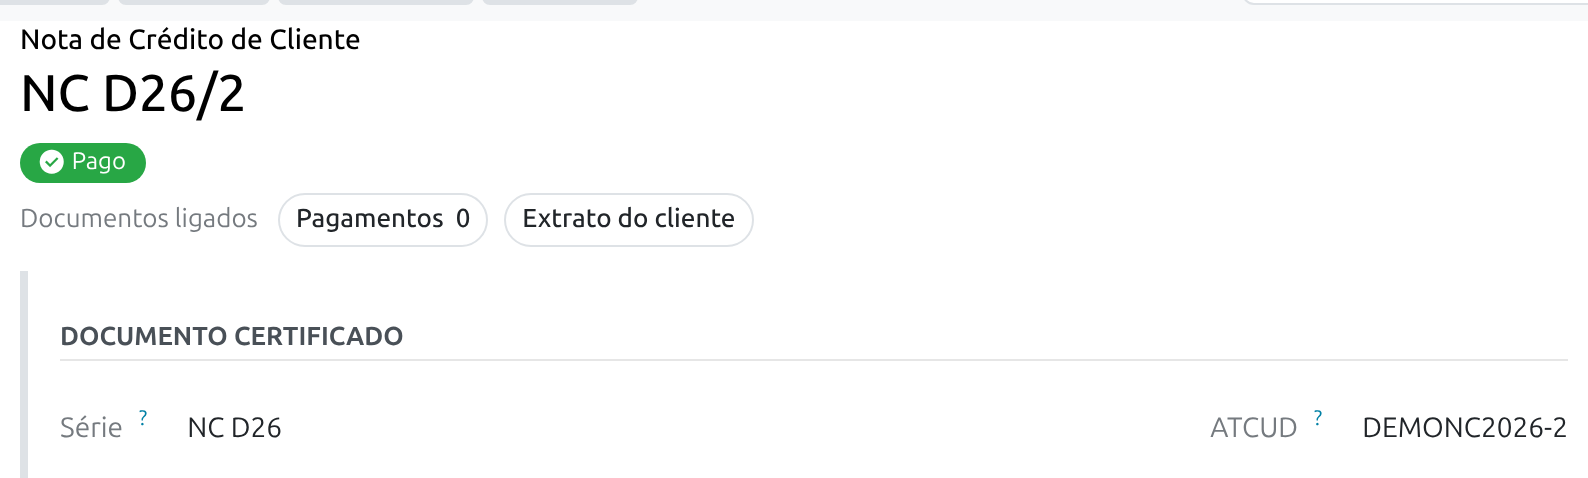 Nota de Crédito de Cliente
NC D26/2
Pago
Documentos ligados Pagamentos 0 Extrato do cliente
DOCUMENTO CERTIFICADO
Série ? NC D26 ATCUD ? DEMONC2026-2